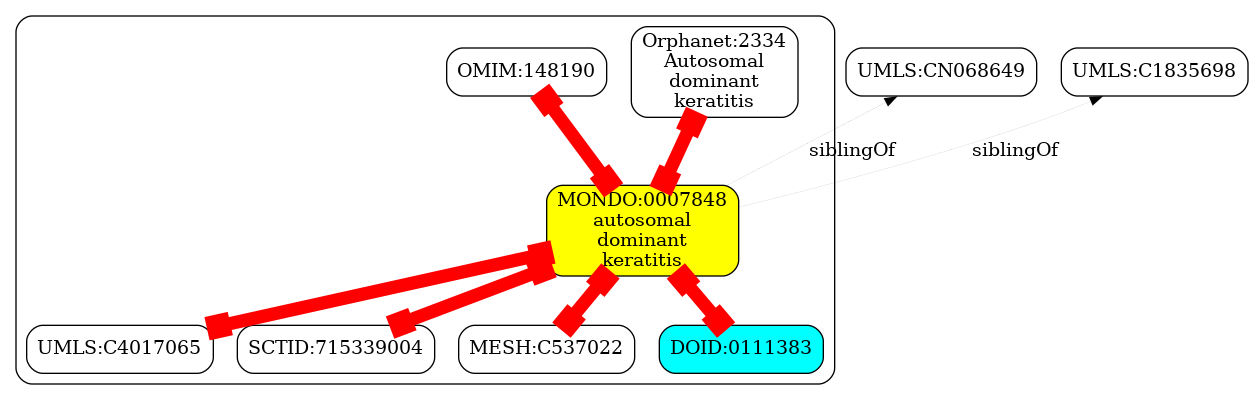 Orphanet:2334
Autosomal
dominant
keratitis
OMIM:148190
UMLS:CN068649
UMLS:C1835698
siblingOf
siblingOf
MONDO:0007848
autosomal
dominant
keratitis
UMLS:C4017065
SCTID:715339004
MESH:C537022
DOID:0111383